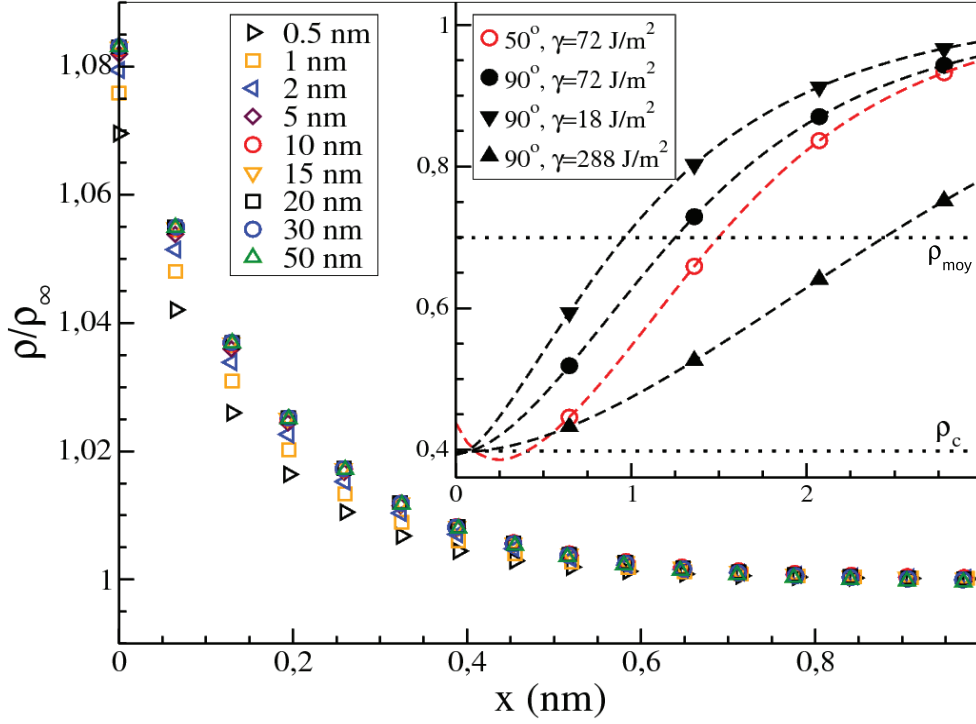 1,08
1,06
1,04
1,02
1
ρ/ρ∞
0
0,2
0,4
0,6
0,8
x (nm)
0.5 nm
1 nm
2 nm
5 nm
10 nm
15 nm
20 nm
30 nm
50 nm
1
0,8
0,6
0,4
0
1
2
50°, γ=72 J/m²
90°, γ=72 J/m²
90°, γ=18 J/m²
90°, γ=288 J/m²
ρmoy
ρc